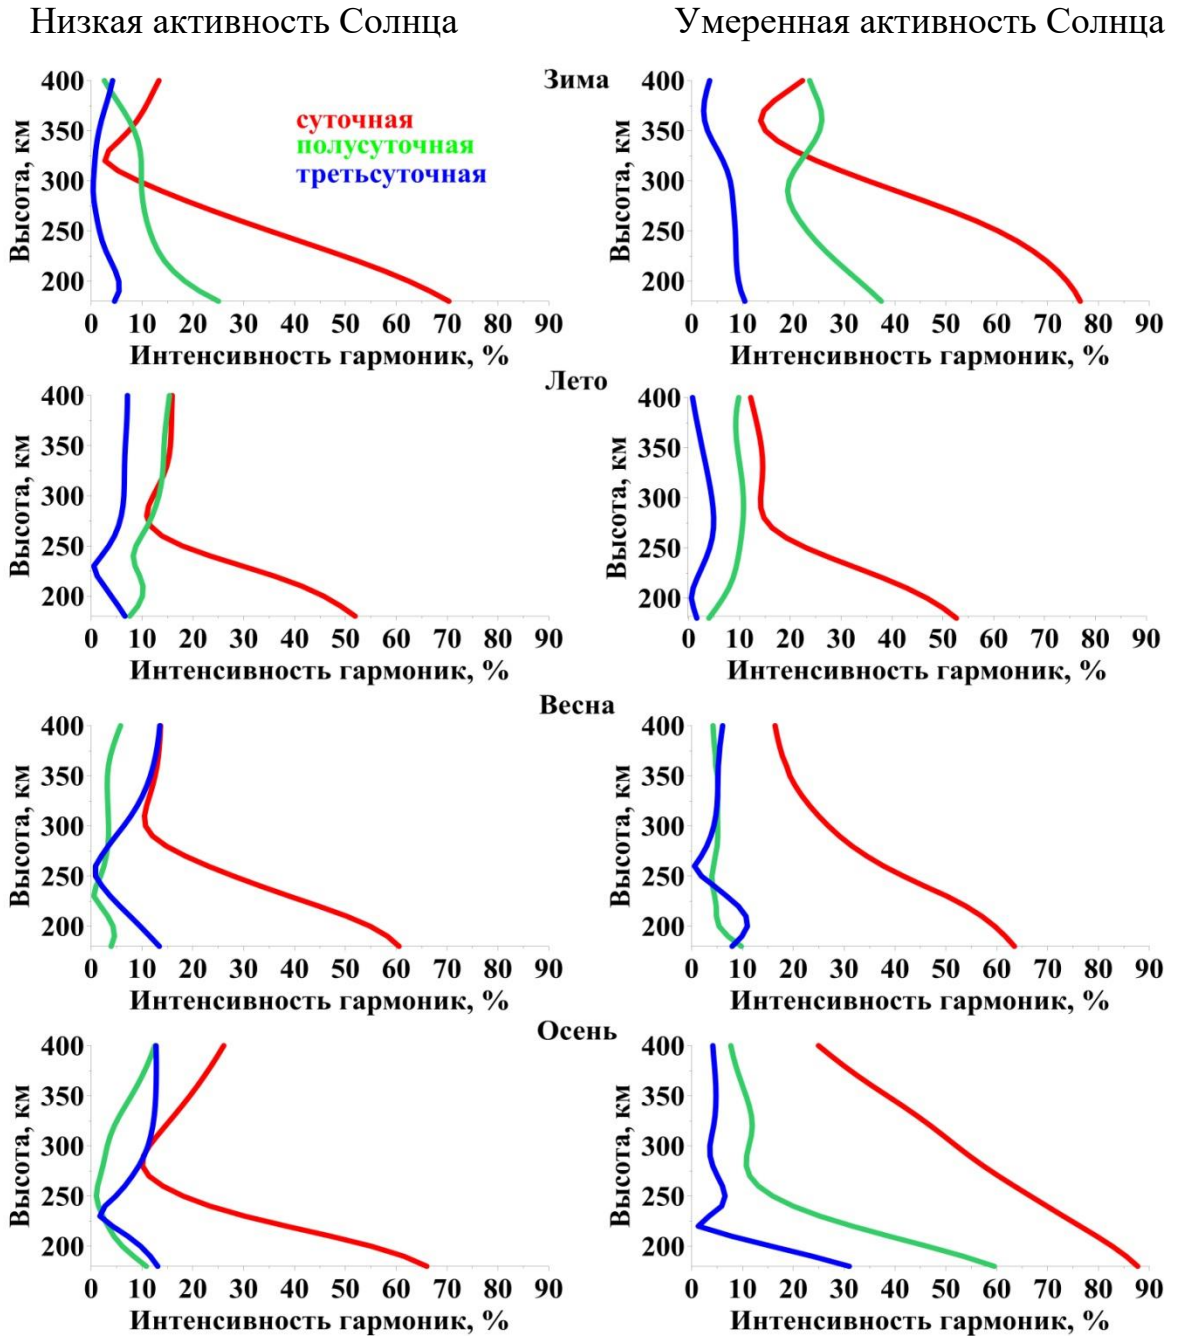 Низкая активность Солнца Умеренная активность Солнца
Зима
400 400
суточная
полусуточная
третьсуточная
350 350
300 300
250 250
200 200
Высота, км Высота, км
0 10 20 30 40 50 60 70 80 90 0 10 20 30 40 50 60 70 80 90
Интенсивность гармоник, % Интенсивность гармоник, %
Лето
400 400
350 350
300 300
250 250
200 200
Высота, км Высота, км
0 10 20 30 40 50 60 70 80 90 0 10 20 30 40 50 60 70 80 90
Интенсивность гармоник, % Интенсивность гармоник, %
Весна
400 400
350 350
300 300
250 250
200 200
Высота, км Высота, км
0 10 20 30 40 50 60 70 80 90 0 10 20 30 40 50 60 70 80 90
Интенсивность гармоник, % Интенсивность гармоник, %
Осень
400 400
350 350
300 300
250 250
200 200
Высота, км Высота, км
0 10 20 30 40 50 60 70 80 90 0 10 20 30 40 50 60 70 80 90
Интенсивность гармоник, % Интенсивность гармоник, %